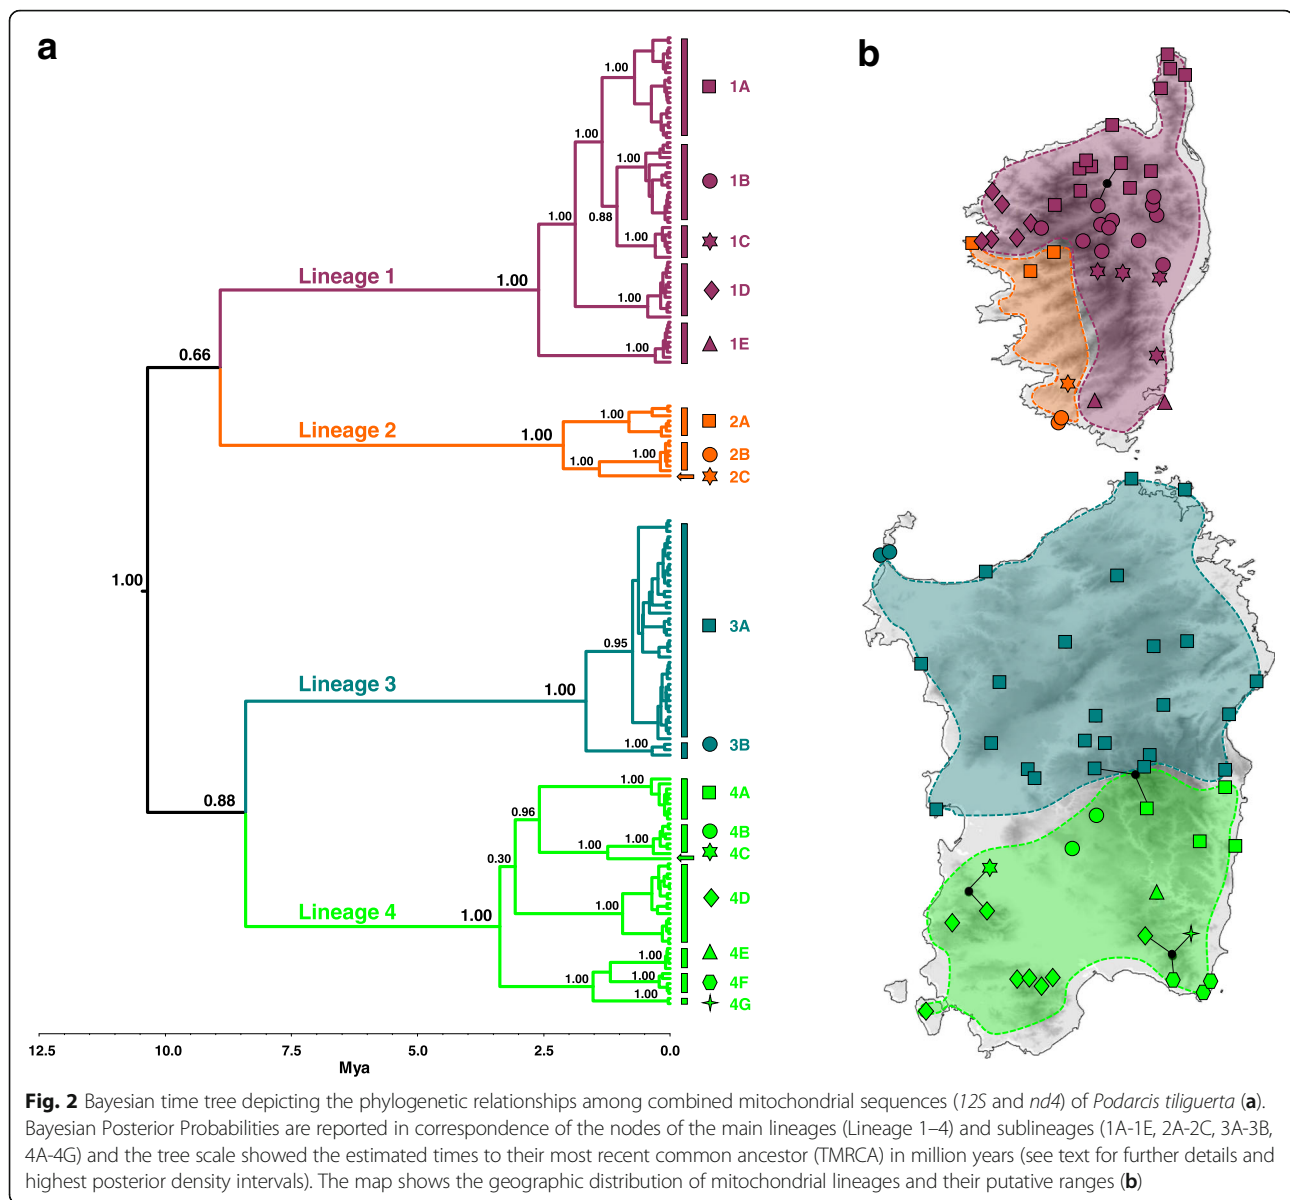 a
b
1.00
1A
1.00
1.00
1B
1.00
0.88
1C
Lineage 1
1.00
1D
1.00
1.00
1E
0.66
1.00
2A
Lineage 2
1.00
1.00
2B
1.00
2C
1.00
0.95
3A
Lineage 3
1.00
1.00
3B
1.00
4A
0.88
0.96
4B
1.00
1.00
4C
0.30
Lineage 4
1.00
1.00
4D
1.00
4E
1.00
1.00
4F
1.00
4G
12.5 10.0 7.5 5.0 2.5 0.0
Mya
Fig. 2 Bayesian time tree depicting the phylogenetic relationships among combined mitochondrial sequences (12S and nd4) of Podarcis tiliguerta (a).
Bayesian Posterior Probabilities are reported in correspondence of the nodes of the main lineages (Lineage 1–4) and sublineages (1A-1E, 2A-2C, 3A-3B,
4A-4G) and the tree scale showed the estimated times to their most recent common ancestor (TMRCA) in million years (see text for further details and
highest posterior density intervals). The map shows the geographic distribution of mitochondrial lineages and their putative ranges (b)